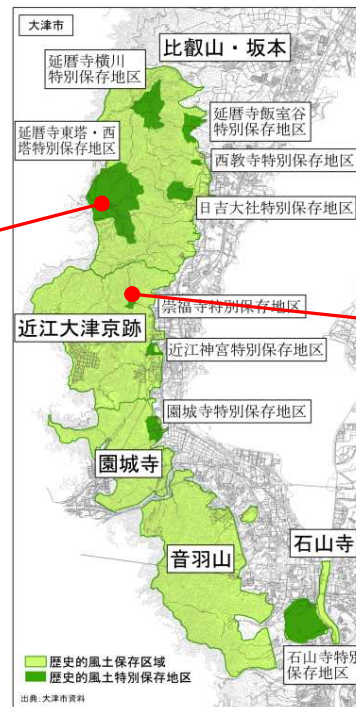 大津市
比叡山・坂本
延暦寺横川
特別保存地区
延暦寺飯室谷
特別保存地区
延暦寺東塔・西
塔特別保存地区
西教寺特別保存地区
日吉大社特別保存地区
崇福寺特別保存地区
近江大津京跡
近江神宮特別保存地区
園城寺特別保存地区
園城寺
石山寺
音羽山
石山寺特別
保存地区
歴史的風土保存区域
歴史的風土特別保存地区
出典:大津市資料